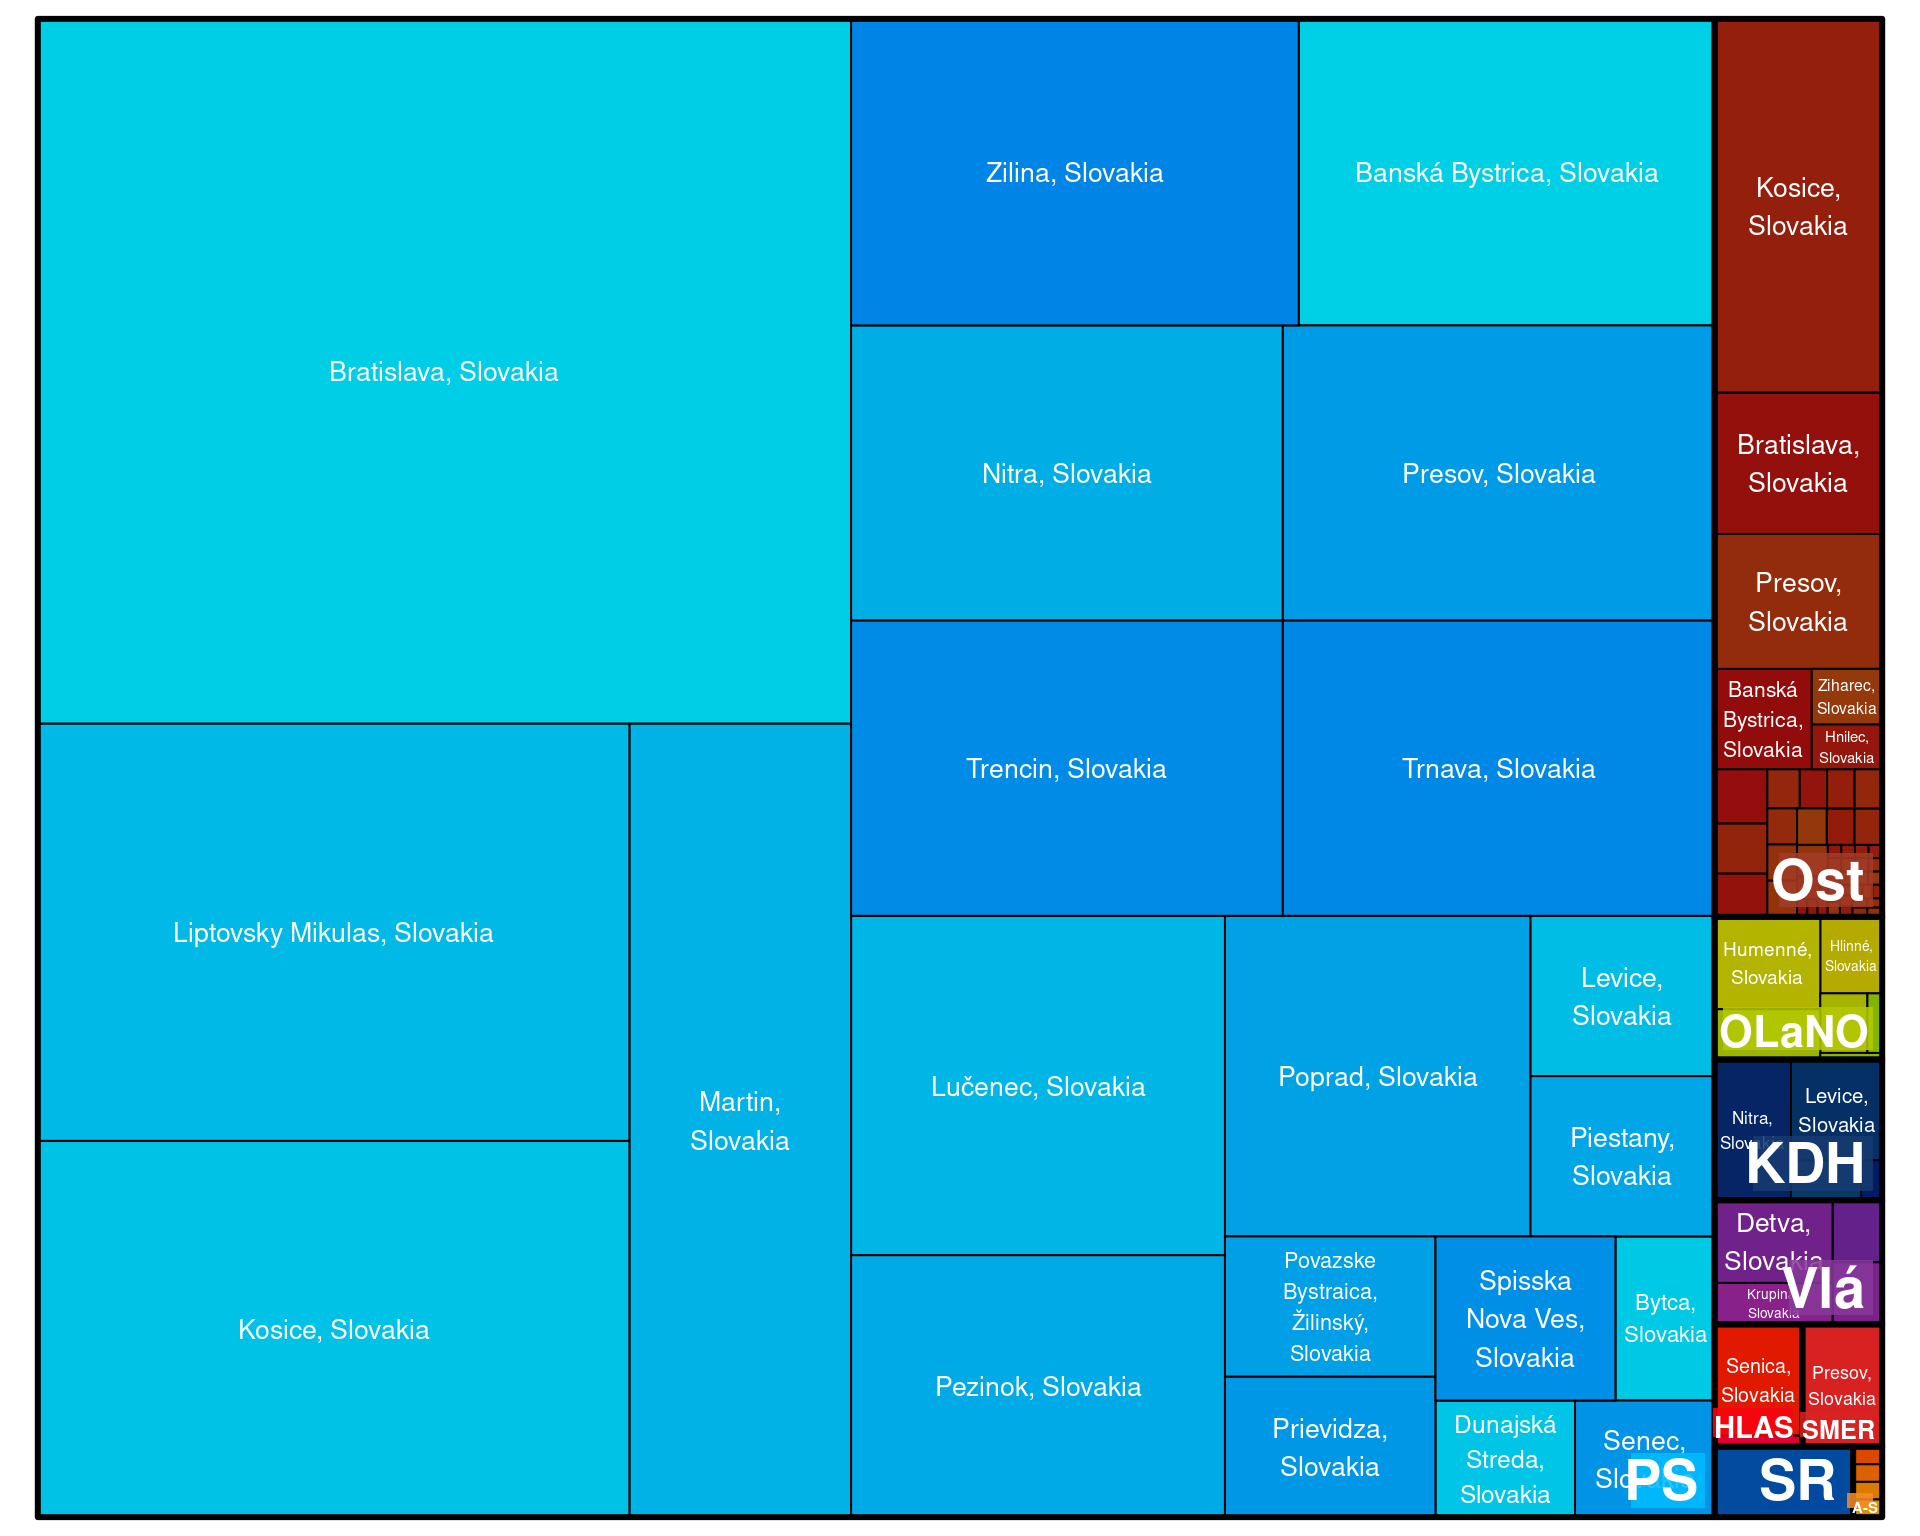 Bratislava, Slovakia
Liptovsky Mikulas, Slovakia
Kosice, Slovakia
Martin,
Slovakia
Zilina, Slovakia
Banská Bystrica, Slovakia
Nitra, Slovakia
Presov, Slovakia
Trencin, Slovakia
Trnava, Slovakia
Lučenec, Slovakia
Pezinok, Slovakia
Poprad, Slovakia
Levice,
Slovakia
Piestany,
Slovakia
Povazske
Bystraica,
Žilinský,
Slovakia
Prievidza,
Slovakia
Spisska
Nova Ves,
Slovakia
Bytca,
Slovakia
Dunajská
Streda,
Slovakia
Senec,
PS
Kosice,
Slovakia
Bratislava,
Slovakia
Presov,
Slovakia
Banská
Bystrica,
Slovakia
Ziharec,
Slovakia
Hnilec,
Slovakia
Ost
Humenné,
Slovakia
Hlinné,
Slovakia
OLaNO
Nitra,
Levice,
Slovakia
KDH
Detva,
Slovakia
Slovakia
Vlá
Senica,
Slovakia
HLAS
Presov,
Slovakia
SMER
SR
A-S